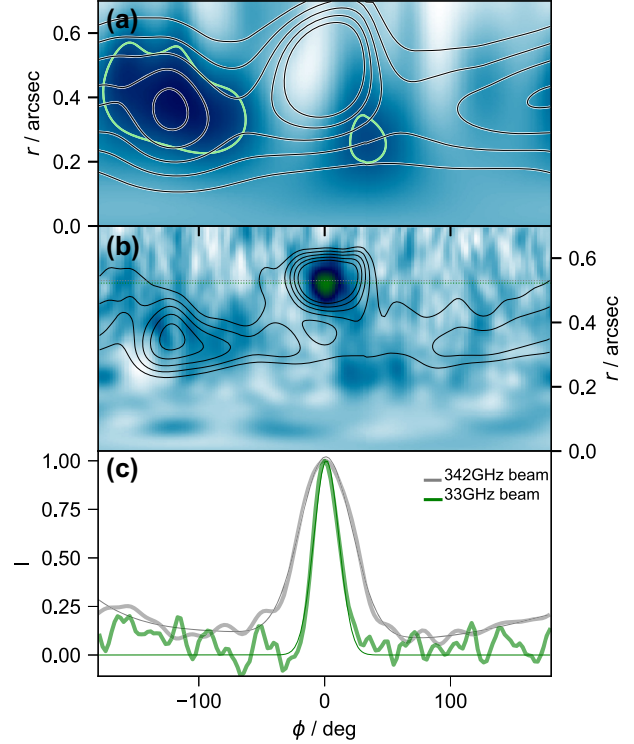 (a)
0.6
0.4
0.2
0.0
r / arcsec
(b)
0.6
0.4
0.2
0.0
r / arcsec
(c)
1.00
0.75
0.50
0.25
0.00
I
342GHz beam
33GHz beam
−100 0 100
ϕ / deg